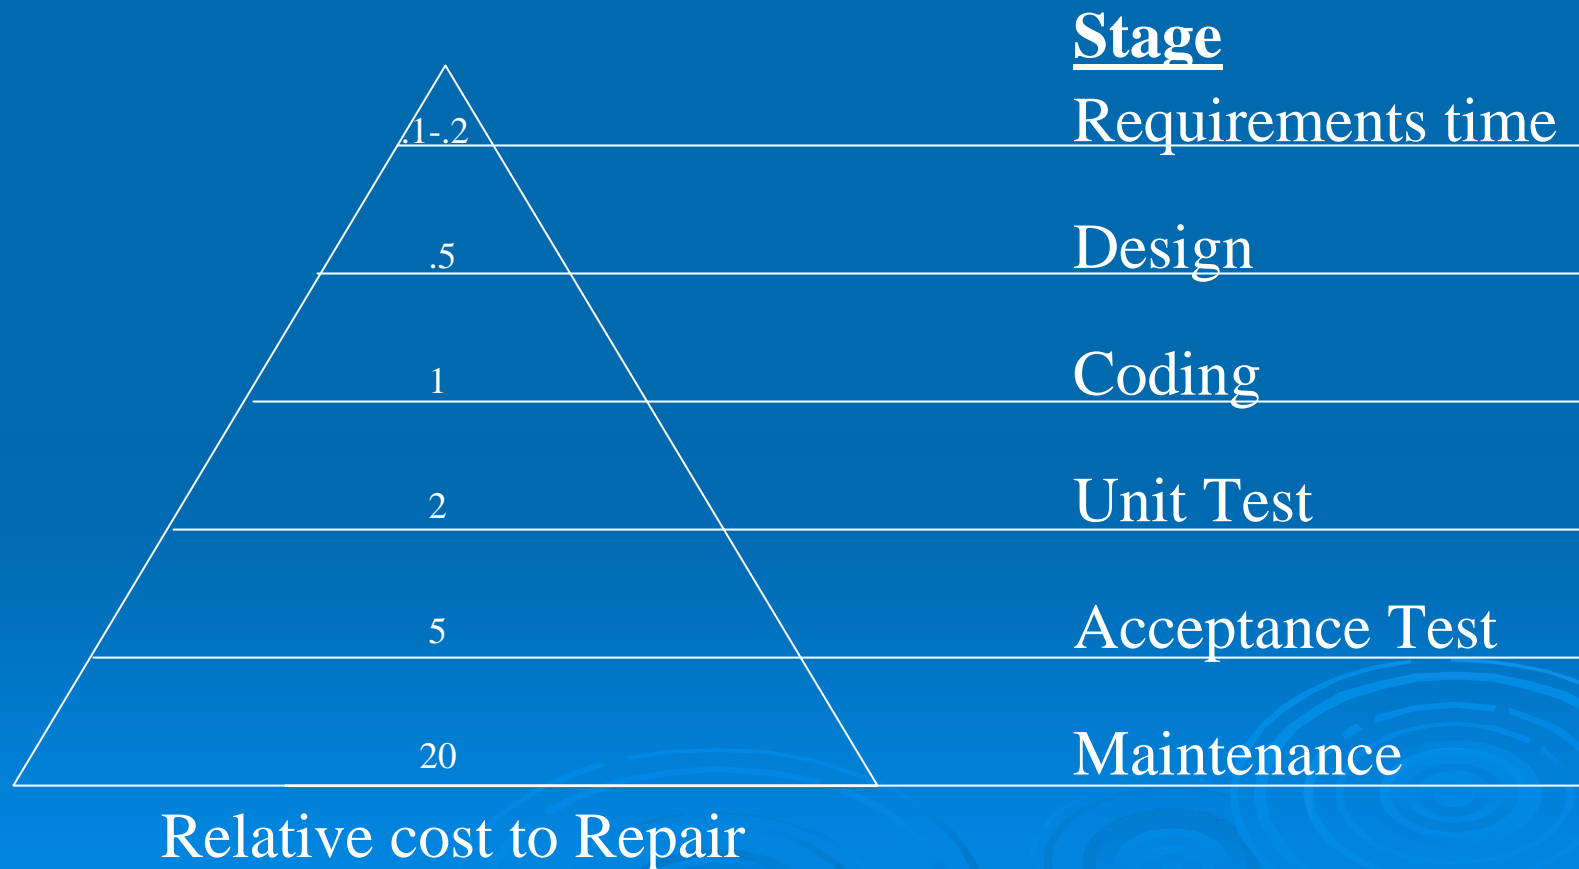 Stage
.1-.2 Requirements time
.5 Design
1 Coding
2 Unit Test
5 Acceptance Test
20 Maintenance
Relative cost to Repair